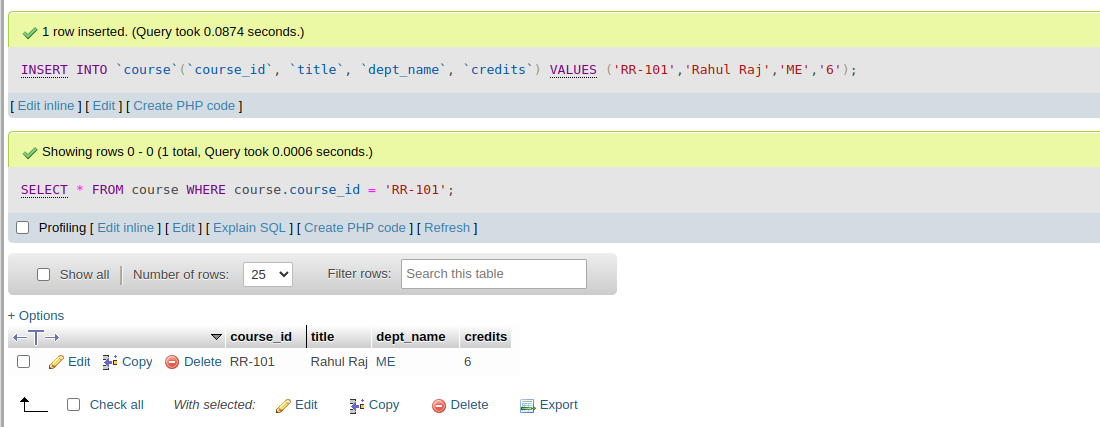 1 row inserted. (Query took 0.0874 seconds.)
INSERT INTO `course`(`course_id`, `title`, `dept_name`, `credits`) VALUES ('RR-101','Rahul Raj','ME','6');
[ Edit inline ] [ Edit ] [ Create PHP code ]
Showing rows 0 - 0 (1 total, Query took 0.0006 seconds.)
SELECT * FROM course WHERE course.course_id = 'RR-101';
Profiling [ Edit inline ] [ Edit ] [ Explain SQL ] [ Create PHP code ] [ Refresh ]
Show all Number of rows: 25 Filter rows: Search this table
+ Options
course_id title dept_name credits
Edit Copy Delete RR-101 Rahul Raj ME 6
Check all With selected: Edit Copy Delete Export